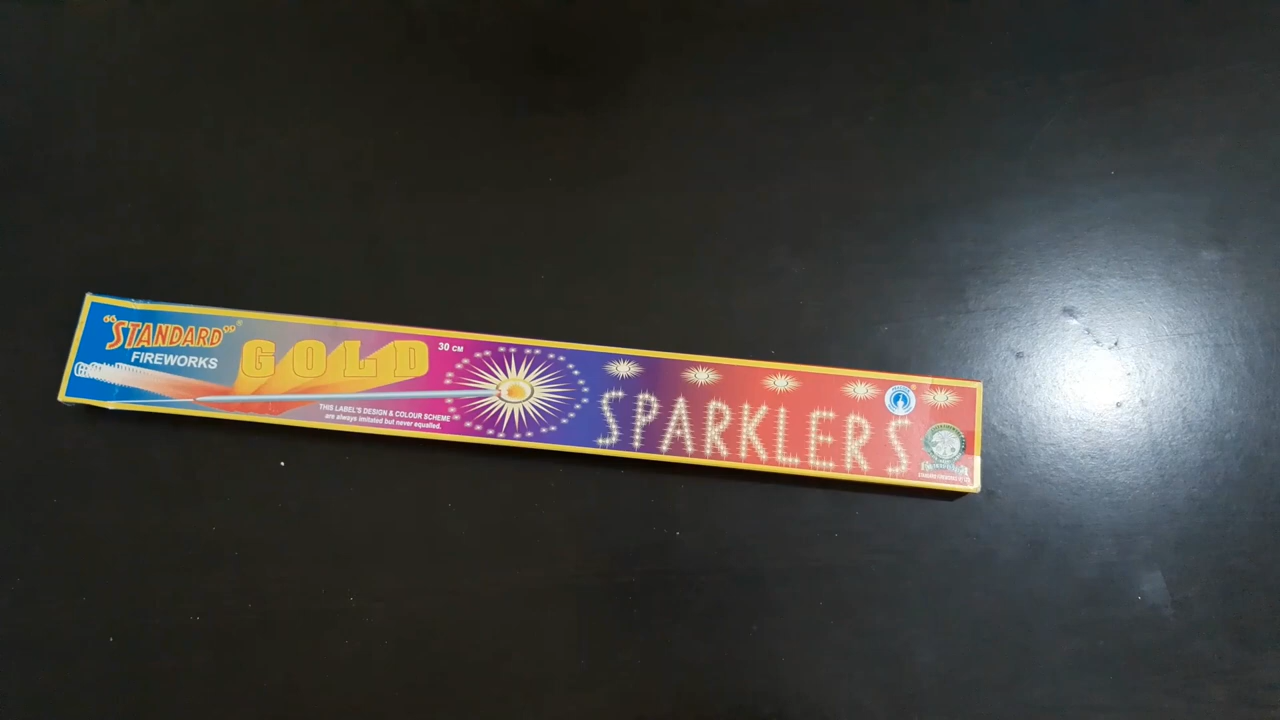 “STANDARD”®
FIREWORKS
GOLD
30 CM
THIS LABEL'S DESIGN & COLOUR SCHEME
are always imitated but never equalled.
SPARKLERS